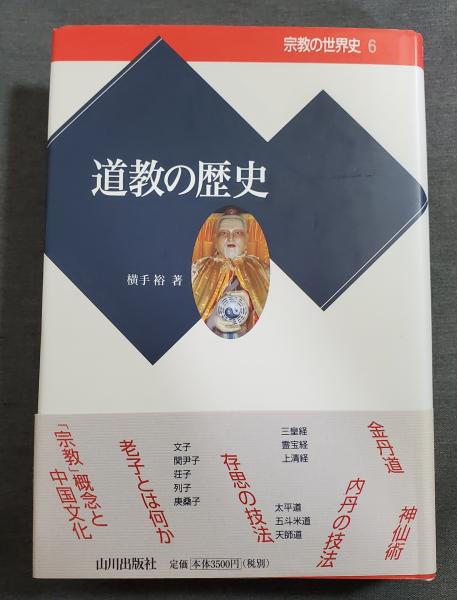 宗教の世界史 6
道教の歴史
横手 裕 著
金丹道
神仙術
内丹の技法
三皇経
霊宝経
上清経
太平道
五斗米道
天師道
存思の技法
文子
関尹子
荘子
列子
庚桑子
老子とは何か
「宗教」概念と
中国文化
山川出版社
定価 本体3500円(税別)